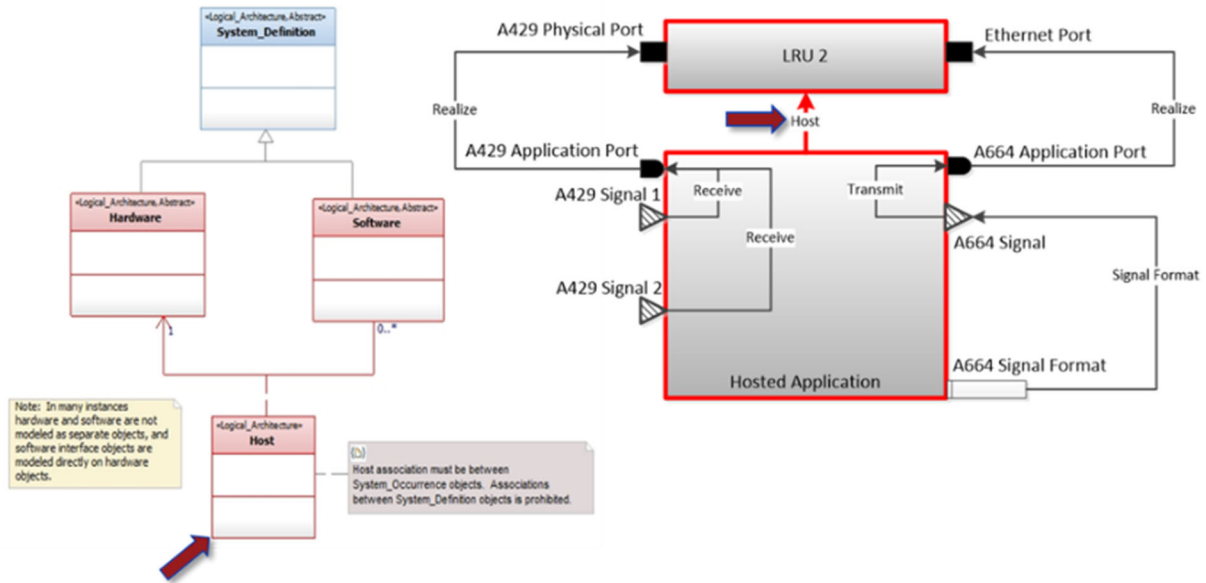 «Logical_Architecture, Abstract»
System_Definition
«Logical_Architecture, Abstract»
Hardware
«Logical_Architecture, Abstract»
Software
1
0..*
Note: In many instances
hardware and software are not
modeled as separate objects, and
software interface objects are
modeled directly on hardware
objects.
«Logical_Architecture»
Host
{}
Host association must be between
System_Occurrence objects. Associations
between System_Definition objects is prohibited.
A429 Physical Port
LRU 2
Ethernet Port
Realize
Host
Realize
A429 Application Port
A664 Application Port
A429 Signal 1
Receive
Transmit
Receive
A664 Signal
A429 Signal 2
Signal Format
Hosted Application
A664 Signal Format